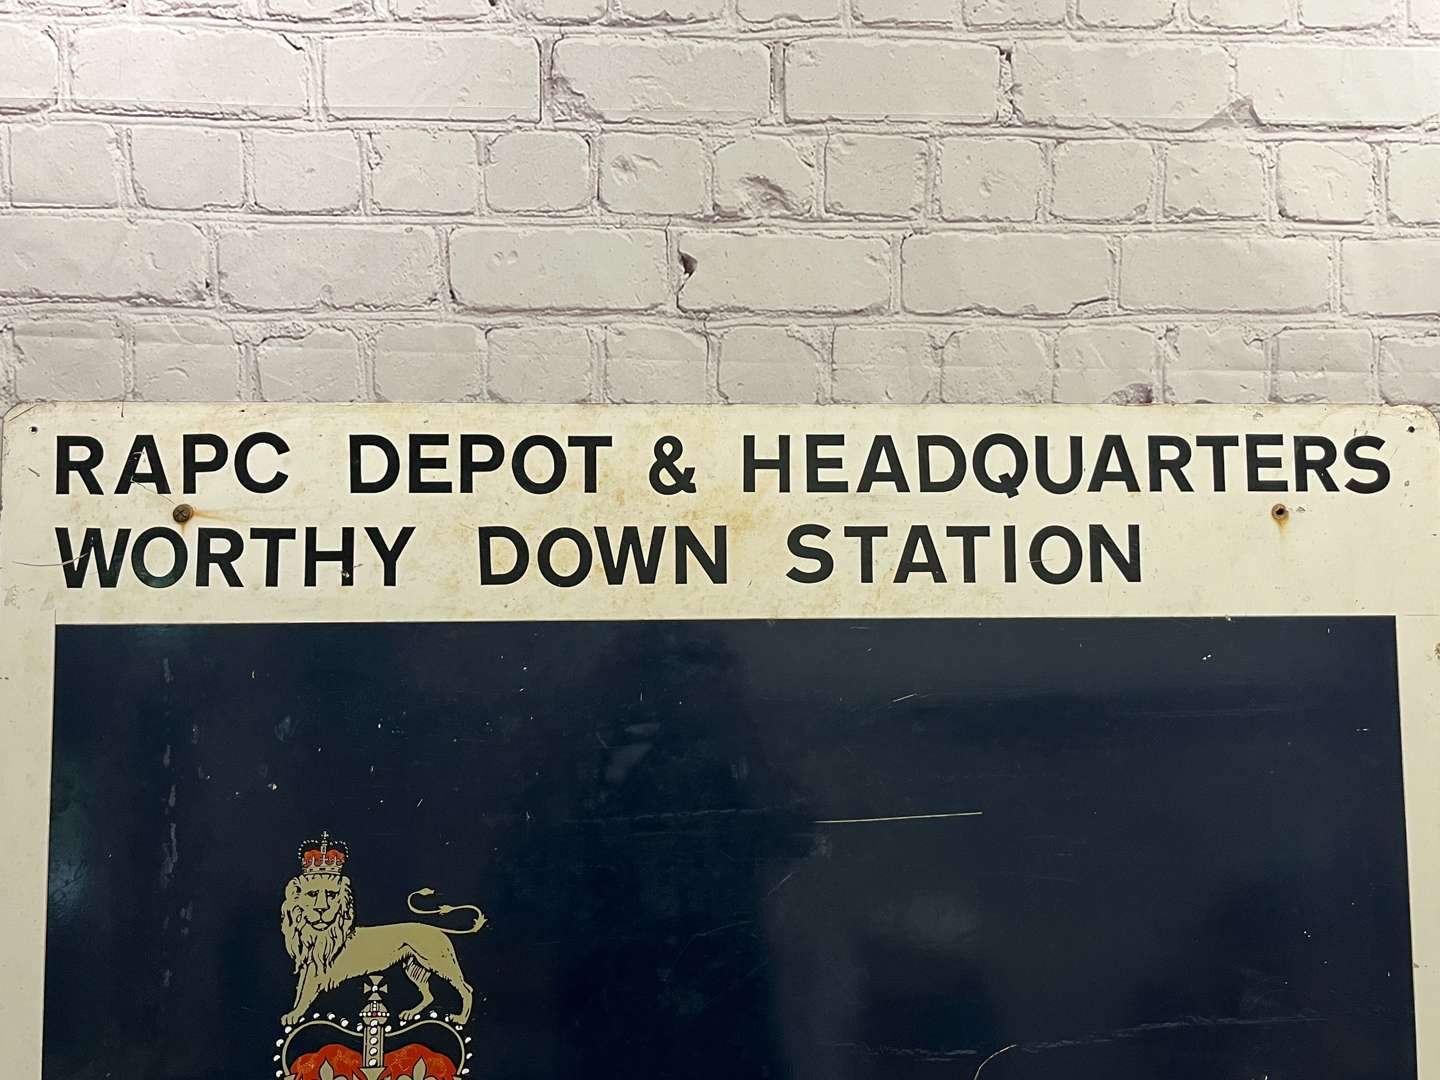 RAPC DEPOT & HEADQUARTERS
WORTHY DOWN STATION